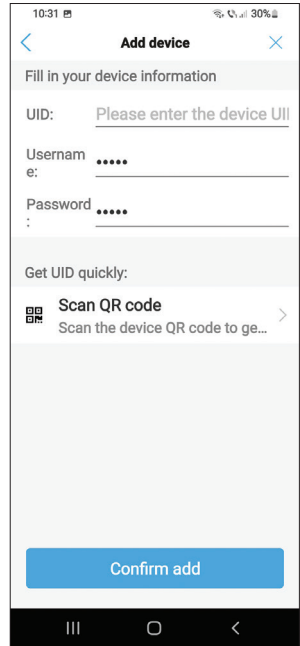 10:31 30%
Add device
Fill in your device information
UID: Please enter the device UII
Usernam
e: •••••
Password
: •••••
Get UID quickly:
Scan QR code
Scan the device QR code to ge...
Confirm add